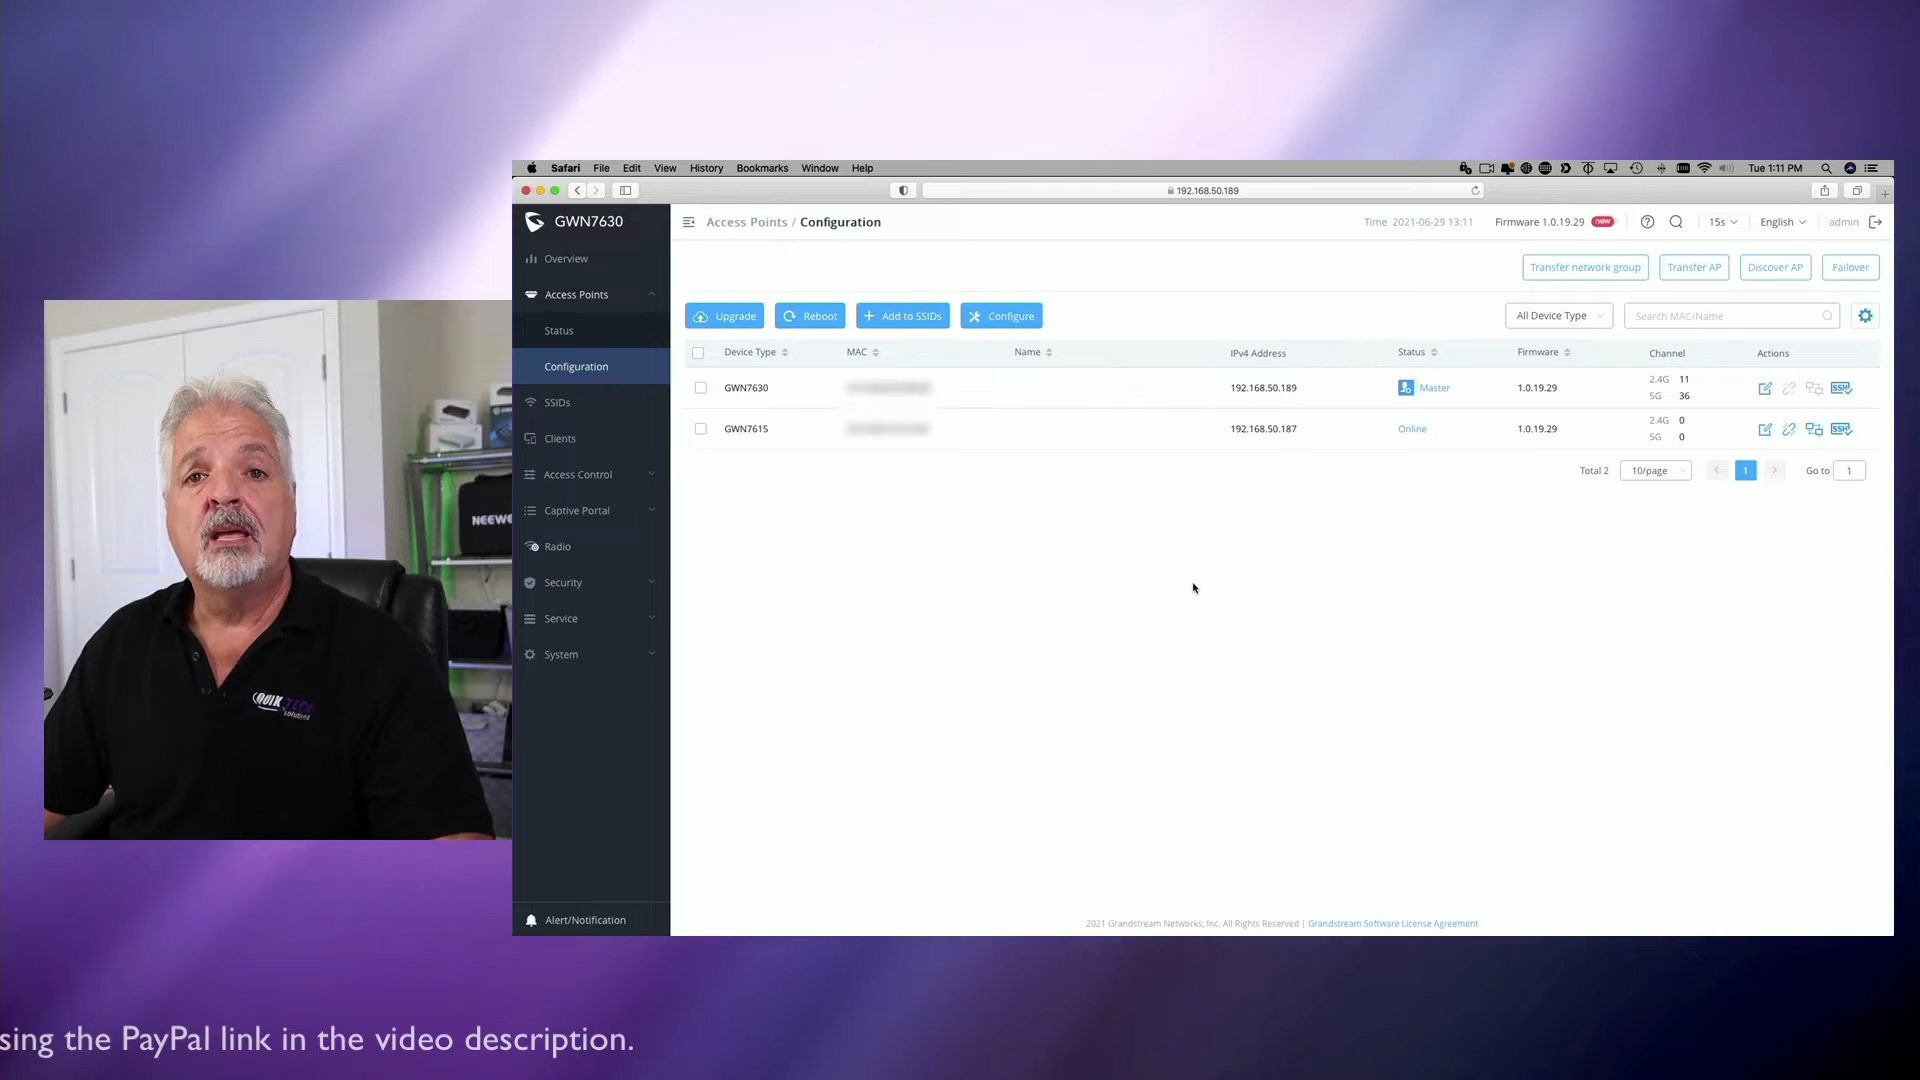 Safari File Edit View History Bookmarks Window Help Tue 1:11 PM
192.168.50.189
GWN7630
Access Points / Configuration
Time 2021-06-29 13:11 Firmware 1.0.19.29 new 15s English admin
Overview
Access Points
Status
Configuration
SSIDs
Clients
Access Control
Captive Portal
Radio
Security
Service
System
Alert/Notification
Transfer network group Transfer AP Discover AP Failover
Upgrade Reboot Add to SSIDs Configure All Device Type Search MAC/Name
Device Type MAC Name IPv4 Address Status Firmware Channel Actions
GWN7630 192.168.50.189 Master 1.0.19.29 2.4G 11 SSH
5G 36
GWN7615 192.168.50.187 Online 1.0.19.29 2.4G 0 SSH
5G 0
Total 2 10/page 1 Go to 1
2021 Grandstream Networks, Inc. All Rights Reserved | Grandstream Software License Agreement
NEEWE
QUIK TECH
solutions
sing the PayPal link in the video description.